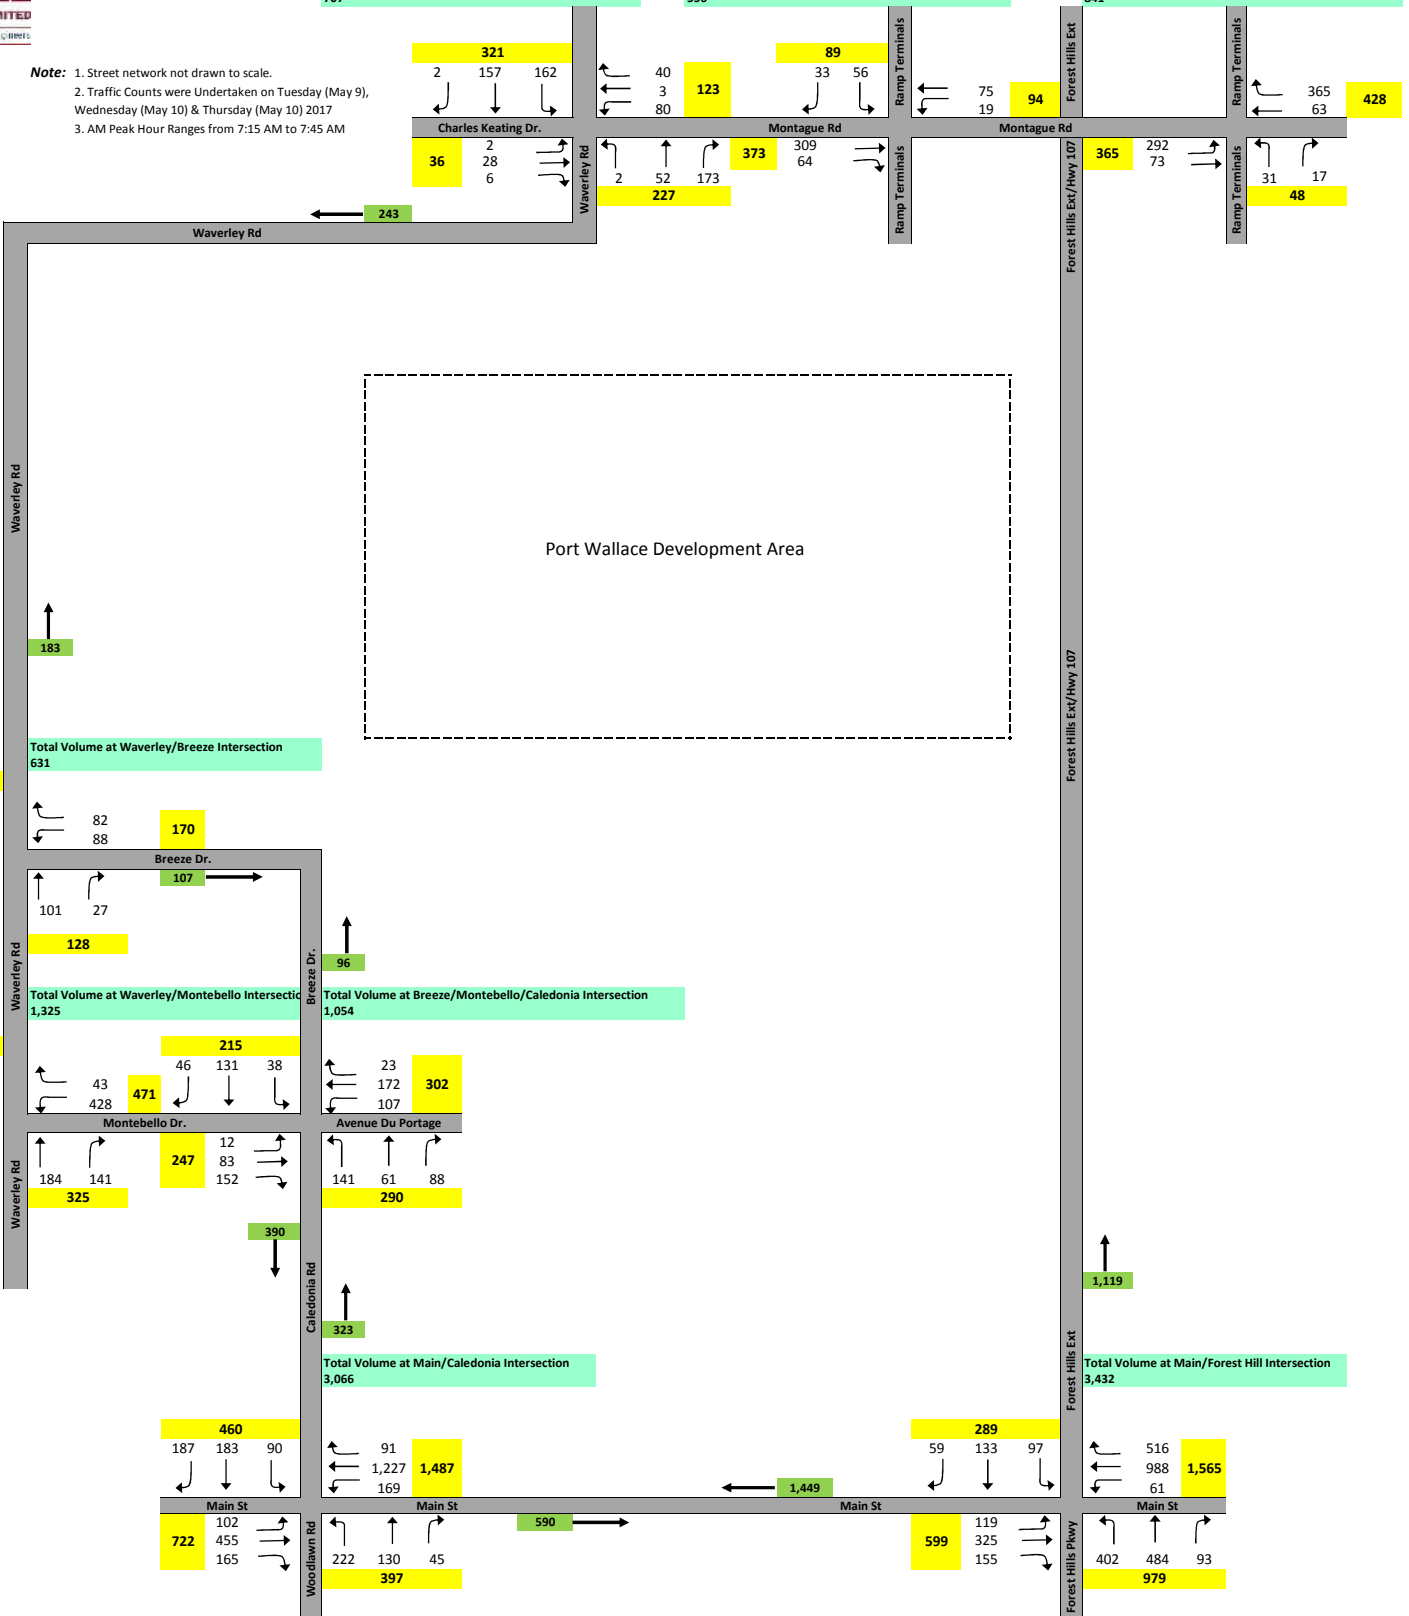 MITED
gineers
Note: 1. Street network not drawn to scale.
2. Traffic Counts were Undertaken on Tuesday (May 9),
Wednesday (May 10) & Thursday (May 10) 2017
3. AM Peak Hour Ranges from 7:15 AM to 7:45 AM
321
2 157 162
40
3
80
123
89
33 56
Ramp Terminals
75
19
94
Forest Hills Ext
Ramp Terminals
365
63
428
Charles Keating Dr.
Montague Rd
Montague Rd
36
2
28
6
Waverley Rd
2 52 173
227
373
309
64
Ramp Terminals
Forest Hills Ext/Hwy 107
365
292
73
Ramp Terminals
31 17
48
243
Waverley Rd
Waverley Rd
Port Wallace Development Area
183
Forest Hills Ext/Hwy 107
Total Volume at Waverley/Breeze Intersection
631
82
88
170
Breeze Dr.
107
101 27
128
Waverley Rd
Breeze Dr.
96
Total Volume at Waverley/Montebello Intersectio
1,325
Total Volume at Breeze/Montebello/Caledonia Intersection
1,054
215
46 131 38
43
428
471
23
172
107
302
Montebello Dr.
Avenue Du Portage
Waverley Rd
184 141
325
247
12
83
152
141 61 88
290
390
Caledonia Rd
323
1,119
Forest Hills Ext
Total Volume at Main/Caledonia Intersection
3,066
Total Volume at Main/Forest Hill Intersection
3,432
460
187 183 90
91
1,227
169
1,487
289
59 133 97
516
988
61
1,565
1,449
Main St
Main St
Main St
Main St
722
102
455
165
Woodlawn Rd
222 130 45
397
590
599
119
325
155
Forest Hills Pkwy
402 484 93
979